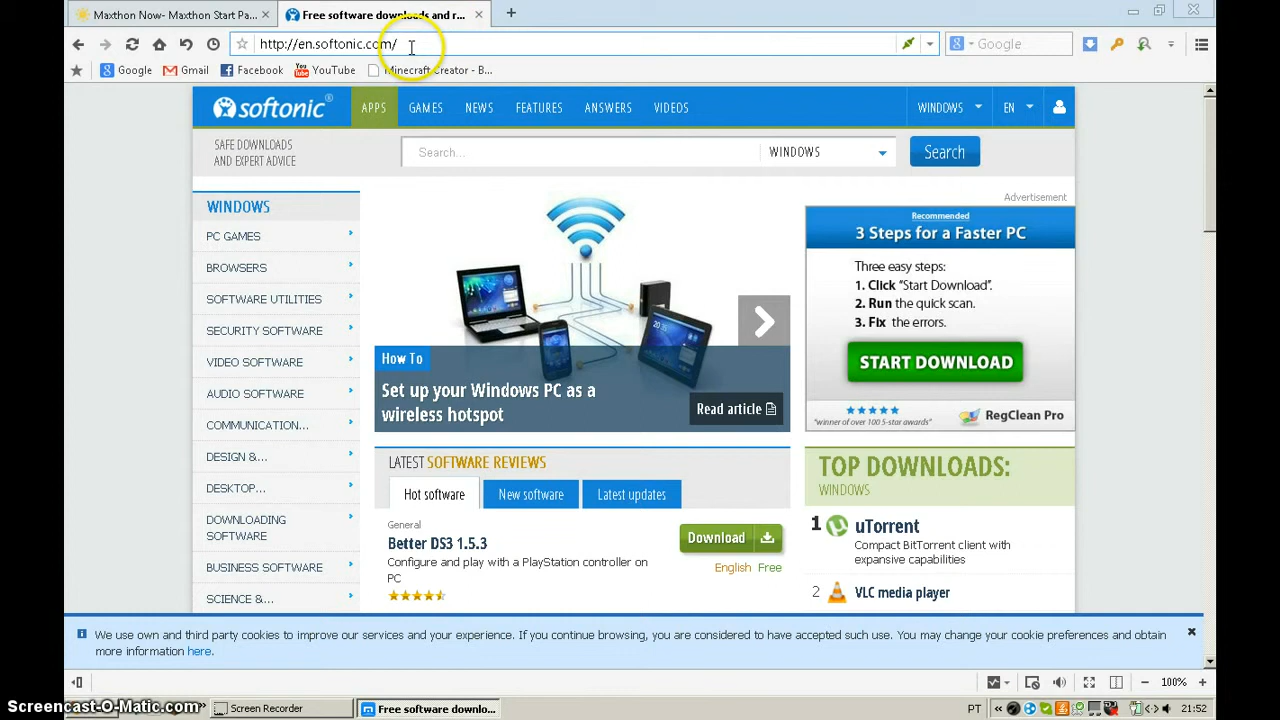 Maxthon Now- Maxthon Start Pa...
Free software downloads and r...
http://en.softonic.com/
Google
Google
Gmail
Facebook
YouTube
Minecraft Creator - B...
softonic
APPS
GAMES
NEWS
FEATURES
ANSWERS
VIDEOS
WINDOWS
EN
SAFE DOWNLOADS
AND EXPERT ADVICE
Search...
WINDOWS
Search
WINDOWS
PC GAMES
BROWSERS
SOFTWARE UTILITIES
SECURITY SOFTWARE
VIDEO SOFTWARE
AUDIO SOFTWARE
COMMUNICATION...
DESIGN &...
DESKTOP...
DOWNLOADING
SOFTWARE
BUSINESS SOFTWARE
SCIENCE &...
How To
Set up your Windows PC as a
wireless hotspot
Read article
LATEST SOFTWARE REVIEWS
Hot software
New software
Latest updates
General
Better DS3 1.5.3
Configure and play with a PlayStation controller on
PC
Download
English Free
Advertisement
Recommended
3 Steps for a Faster PC
Three easy steps:
1. Click “Start Download”.
2. Run the quick scan.
3. Fix the errors.
START DOWNLOAD
"winner of over 100 5-star awards"
RegClean Pro
TOP DOWNLOADS:
WINDOWS
1 uTorrent
Compact BitTorrent client with
expansive capabilities
2 VLC media player
We use own and third party cookies to improve our services and your experience. If you continue browsing, you are considered to have accepted such use. You may change your cookie preferences and obtain
more information here.
100%
Screencast-O-Matic.com
Screen Recorder
Free software downlo...
PT
21:52